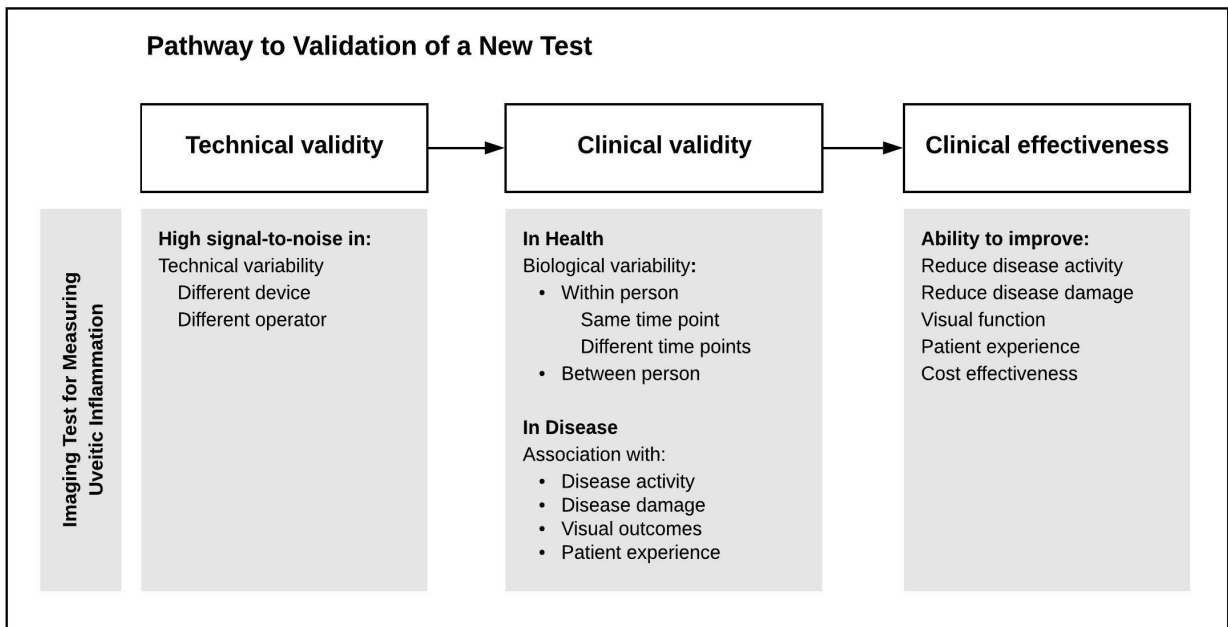 Pathway to Validation of a New Test
Technical validity
Clinical validity
Clinical effectiveness
Imaging Test for Measuring
Uveitic Inflammation
High signal-to-noise in:
Technical variability
Different device
Different operator
In Health
Biological variability:
• Within person
Same time point
Different time points
• Between person
In Disease
Association with:
• Disease activity
• Disease damage
• Visual outcomes
• Patient experience
Ability to improve:
Reduce disease activity
Reduce disease damage
Visual function
Patient experience
Cost effectiveness